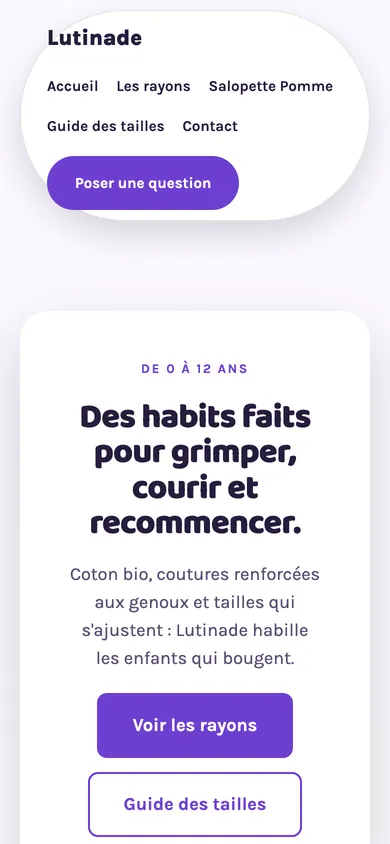 Lutinade
Accueil Les rayons Salopette Pomme
Guide des tailles Contact
Poser une question
DE 0 À 12 ANS
Des habits faits
pour grimper,
courir et
recommencer.
Coton bio, coutures renforcées
aux genoux et tailles qui
s'ajustent : Lutinade habille
les enfants qui bougent.
Voir les rayons
Guide des tailles